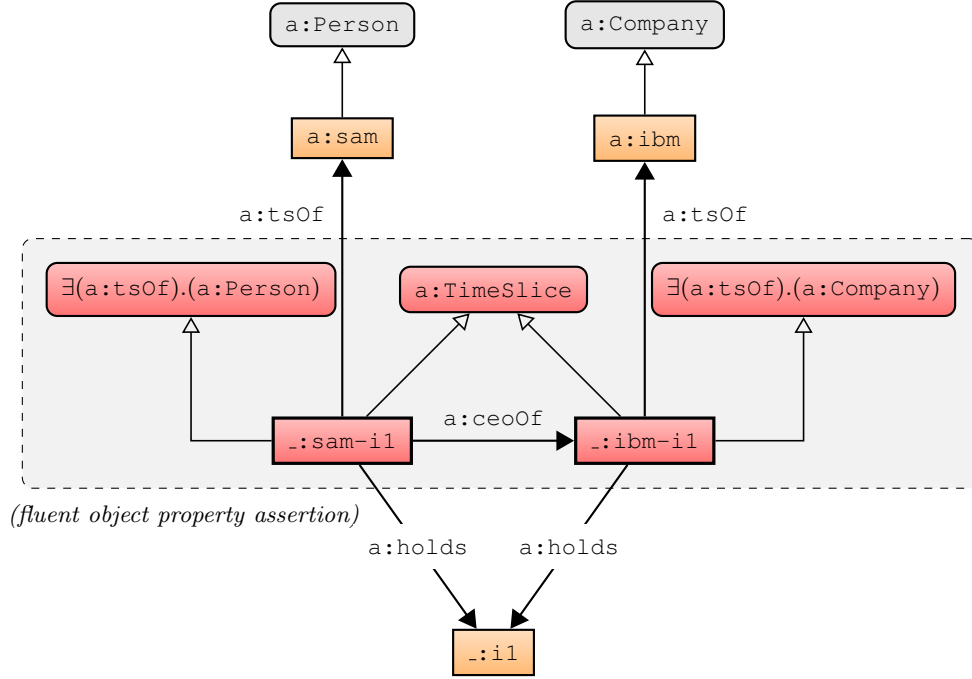 a:Person
a:Company
a:sam
a:ibm
a:tsOf
a:tsOf
∃(a:tsOf).(a:Person)
a:TimeSlice
∃(a:tsOf).(a:Company)
a:ceoOf
_:sam-i1
_:ibm-i1
(fluent object property assertion)
a:holds
a:holds
_:i1